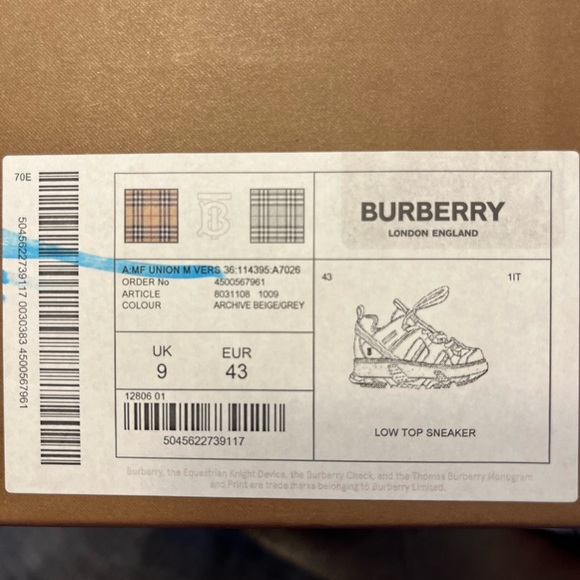 70E
5045622739117 0030383 4500567961
A:MF UNION M VERS 36:114395:A7026
ORDER No 4500567961
ARTICLE 8031108 1009
COLOUR ARCHIVE BEIGE/GREY
UK EUR
9 43
12806 01
5045622739117
BURBERRY
LONDON ENGLAND
43 1IT
LOW TOP SNEAKER
Burberry, the Equestrian Knight Device, the Burberry Check, and the Thomas Burberry Monogram
and Print are trade marks belonging to Burberry Limited.